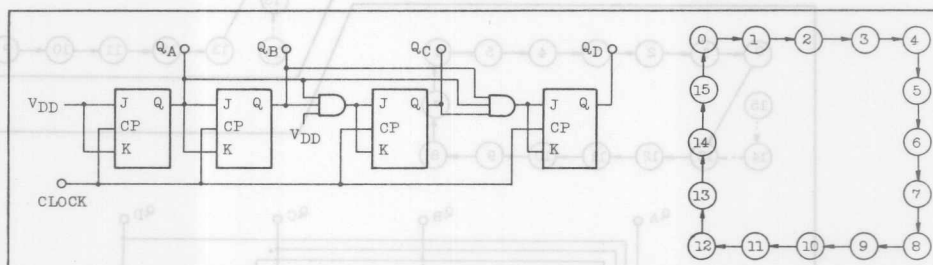 QA QB QC QD
VDD J Q CP K
J Q CP K
VDD
J Q CP K
J Q CP K
CLOCK
0 1 2 3 4
15 5
14 6
13 7
12 11 10 9 8